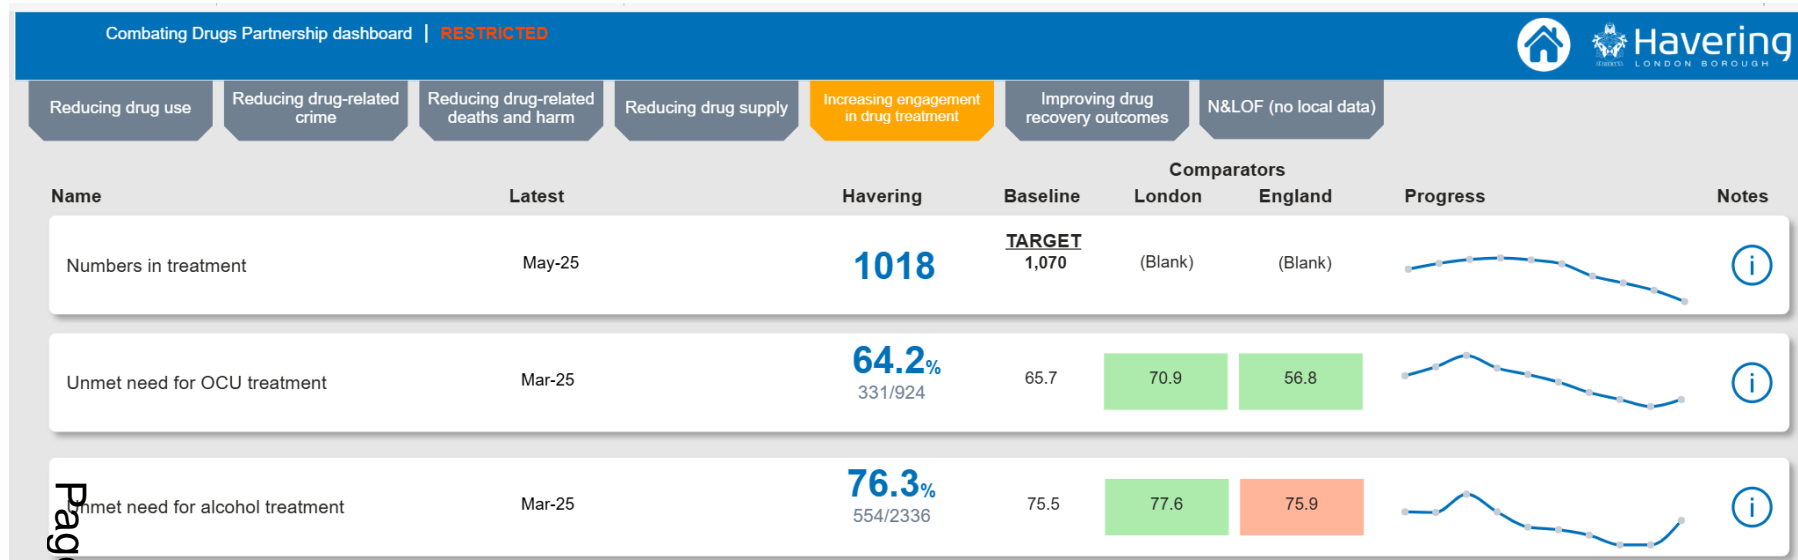 Combating Drugs Partnership dashboard | RESTRICTED
Havering
LONDON BOROUGH
Reducing drug use
Reducing drug-related
crime
Reducing drug-related
deaths and harm
Reducing drug supply
Increasing engagement
in drug treatment
Improving drug
recovery outcomes
N&LOF (no local data)
Comparators
Name Latest Havering Baseline London England Progress Notes
Numbers in treatment May-25 1018 TARGET 1,070 (Blank) (Blank) i
Unmet need for OCU treatment Mar-25 64.2% 65.7 70.9 56.8 i
331/924
Unmet need for alcohol treatment Mar-25 76.3% 75.5 77.6 75.9 i
554/2336
Page